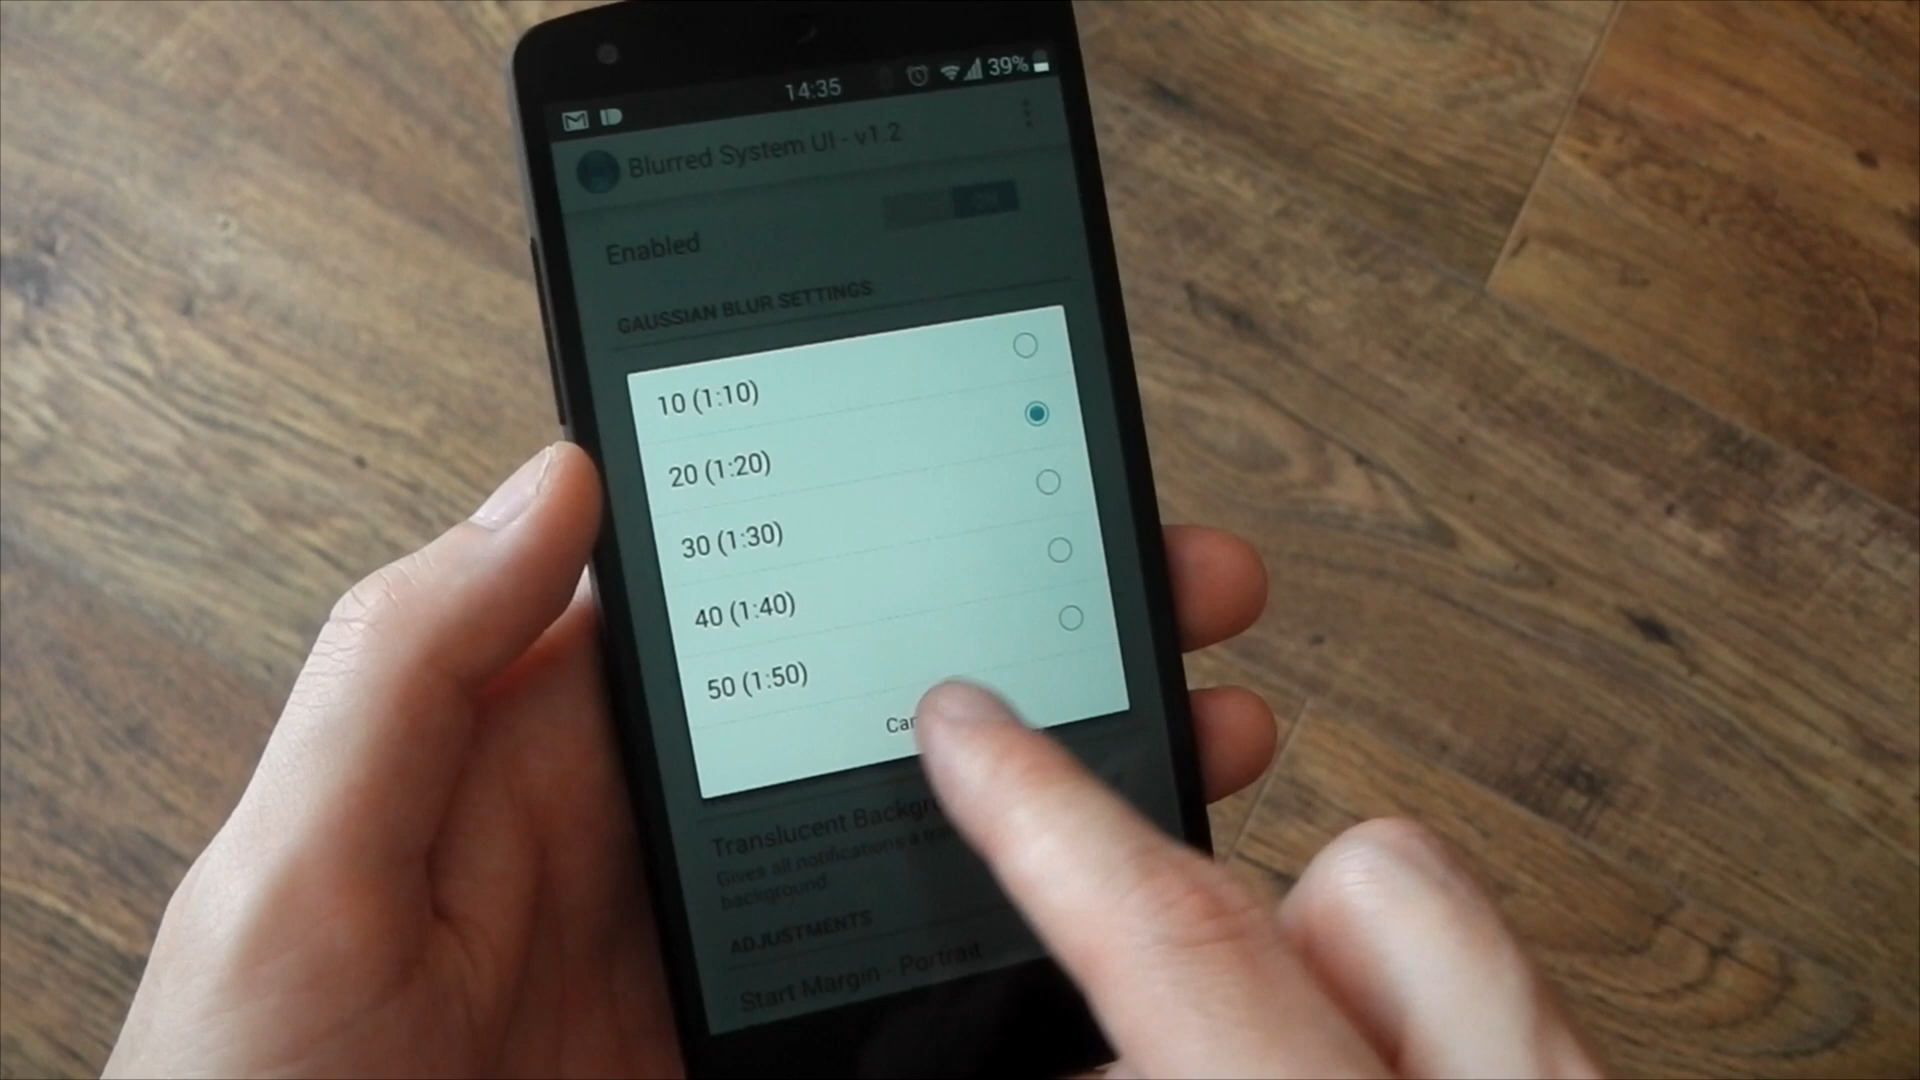 14:35 39%
Blurred System UI - v1.2
ON
Enabled
GAUSSIAN BLUR SETTINGS
10 (1:10)
20 (1:20)
30 (1:30)
40 (1:40)
50 (1:50)
Can
Translucent Backgro
Gives all notifications a tra
background
ADJUSTMENTS
Start Margin - Portrait